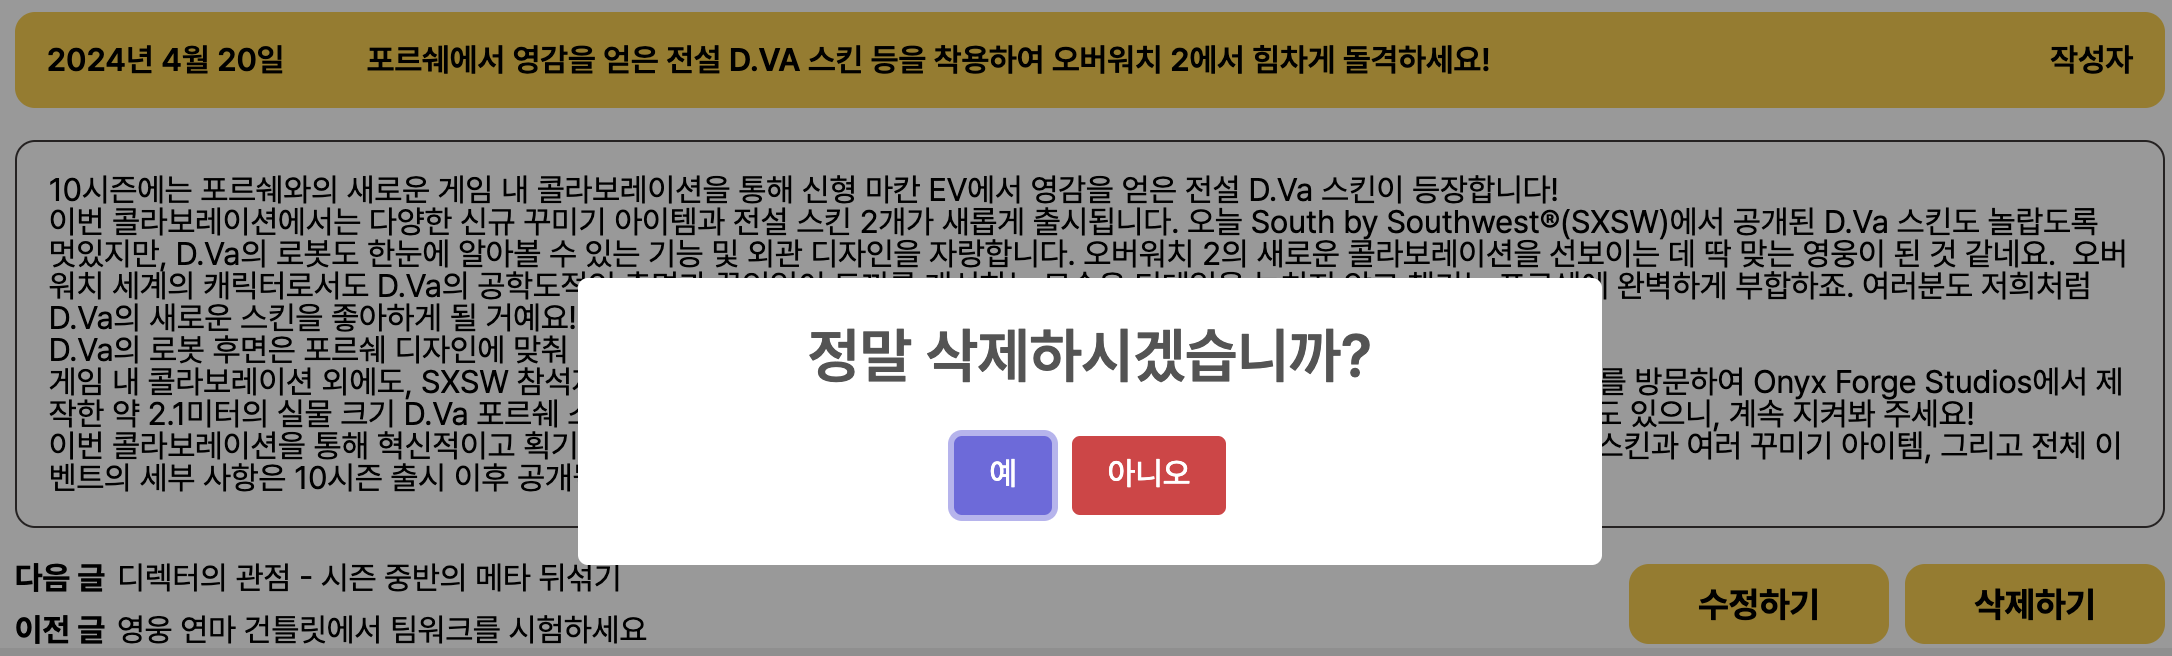 2024년 4월 20일 포르쉐에서 영감을 얻은 전설 D.VA 스킨 등을 착용하여 오버워치 2에서 힘차게 돌격하세요! 작성자
10시즌에는 포르쉐와의 새로운 게임 내 콜라보레이션을 통해 신형 마칸 EV에서 영감을 얻은 전설 D.Va 스킨이 등장합니다!
이번 콜라보레이션에서는 다양한 신규 꾸미기 아이템과 전설 스킨 2개가 새롭게 출시됩니다. 오늘 South by Southwest®(SXSW)에서 공개된 D.Va 스킨도 놀랍도록
멋있지만, D.Va의 로봇도 한눈에 알아볼 수 있는 기능 및 외관 디자인을 자랑합니다. 오버워치 2의 새로운 콜라보레이션을 선보이는 데 딱 맞는 영웅이 된 것 같네요. 오버
워치 세계의 캐릭터로서도 D.Va의 완벽하게 부합하죠. 여러분도 저희처럼
D.Va의 새로운 스킨을 좋아하게 될 거예요!
D.Va의 로봇 후면은 포르쉐 디자인에 맞춰
게임 내 콜라보레이션 외에도, SXSW 방문하여 Onyx Forge Studios에서 제
작한 약 2.1미터의 실물 크기 D.Va 포르쉐 있으니, 계속 지켜봐 주세요!
이번 콜라보레이션을 통해 혁신적이고 스킨과 여러 꾸미기 아이템, 그리고 전체 이
벤트의 세부 사항은 10시즌 출시 이후
정말 삭제하시겠습니까?
예 아니오
다음 글 디렉터의 관점 - 시즌 중반의 메타 뒤섞기
이전 글 영웅 연마 건틀릿에서 팀워크를 시험하세요
수정하기 삭제하기